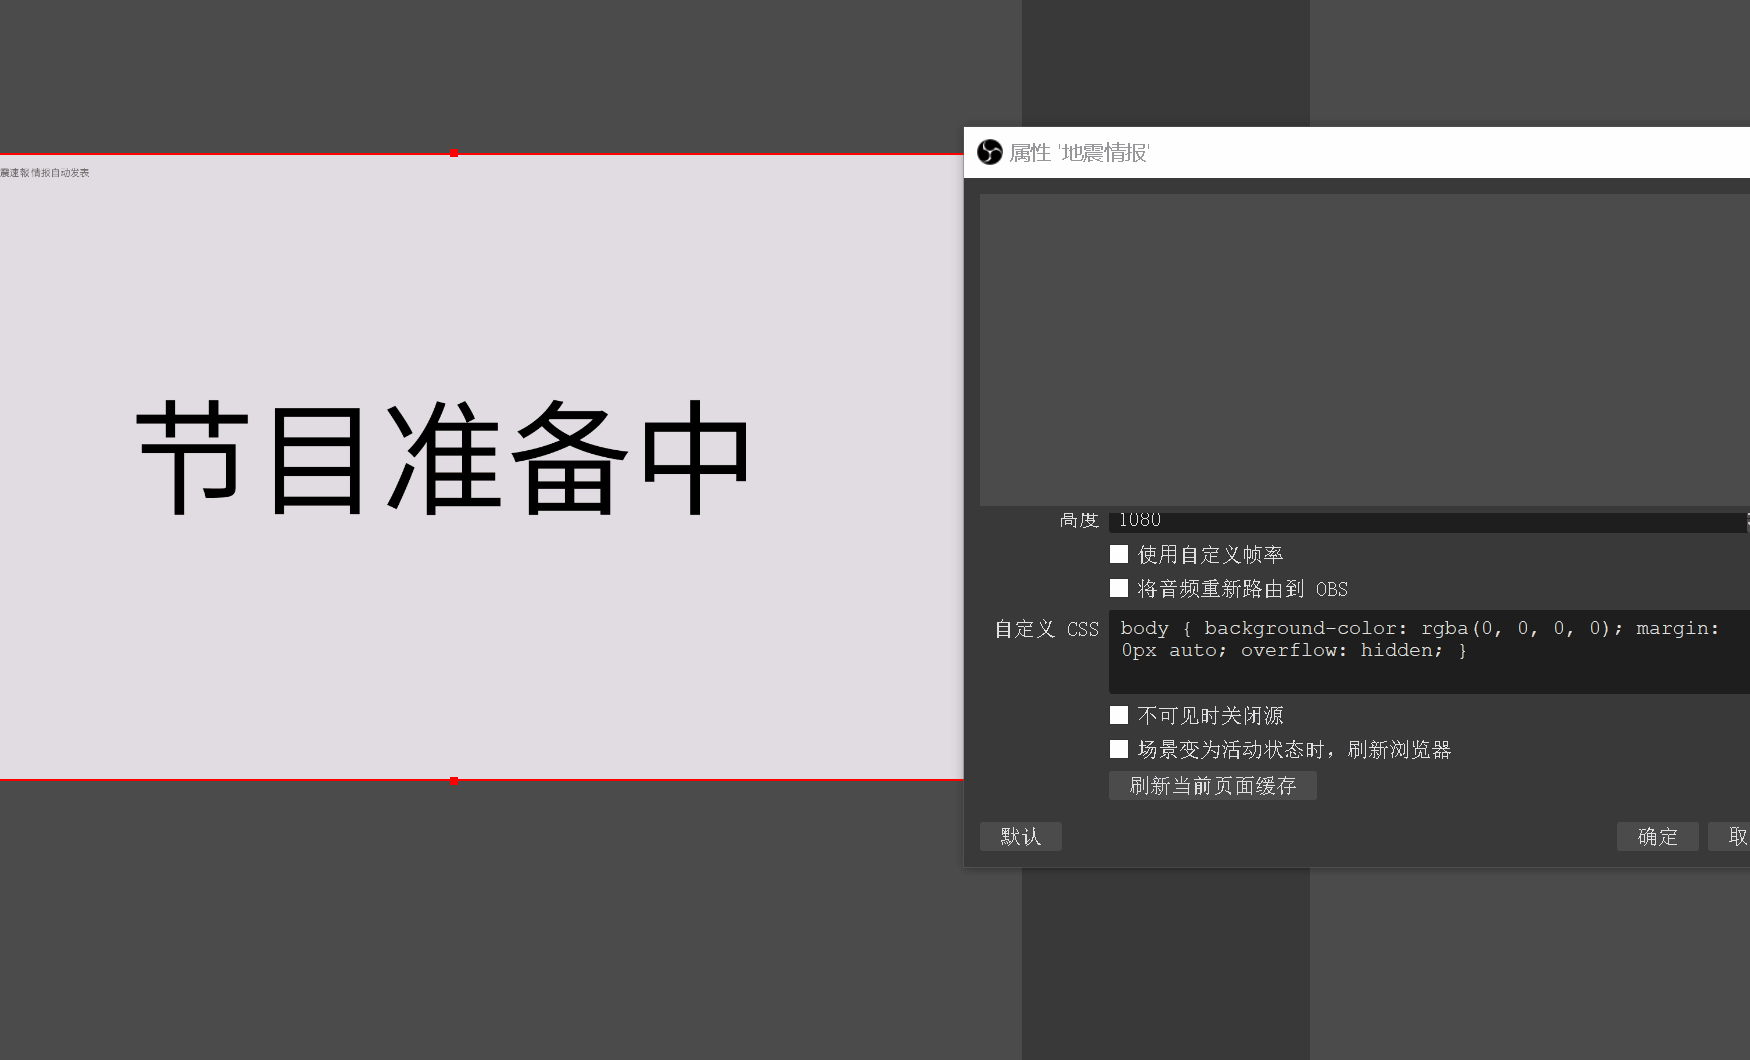 震速報 情报自动发表
节目准备中
属性 '地震情报'
高度 1080
使用自定义帧率
将音频重新路由到 OBS
自定义 CSS
body { background-color: rgba(0, 0, 0, 0); margin:
0px auto; overflow: hidden; }
不可见时关闭源
场景变为活动状态时，刷新浏览器
刷新当前页面缓存
默认
确定
取